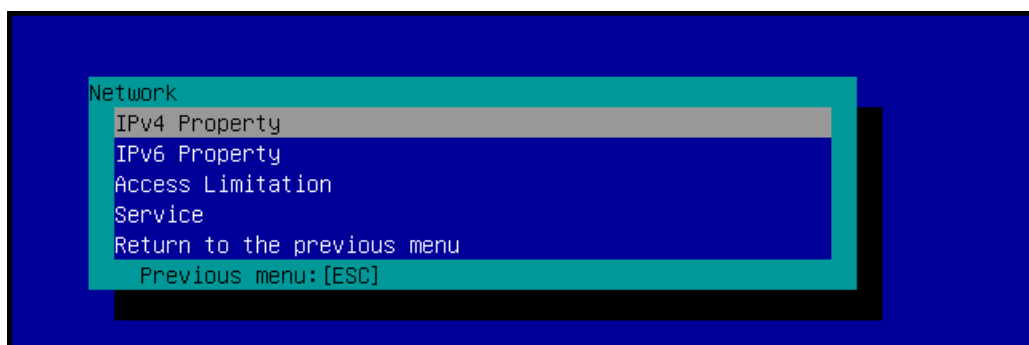 Network
IPv4 Property
IPv6 Property
Access Limitation
Service
Return to the previous menu
Previous menu:[ESC]